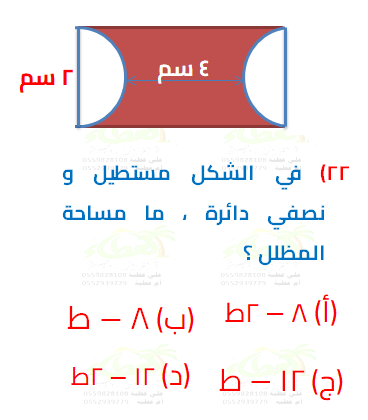 ٤ سم
٢ سم
٢٢) في الشكل مستطيل و
نصفي دائرة ، ما مساحة
المظلل ؟
(أ) ٨ – ٢ط
(ب) ٨ – ط
(ج) ١٢ – ط
(د) ١٢ – ٢ط